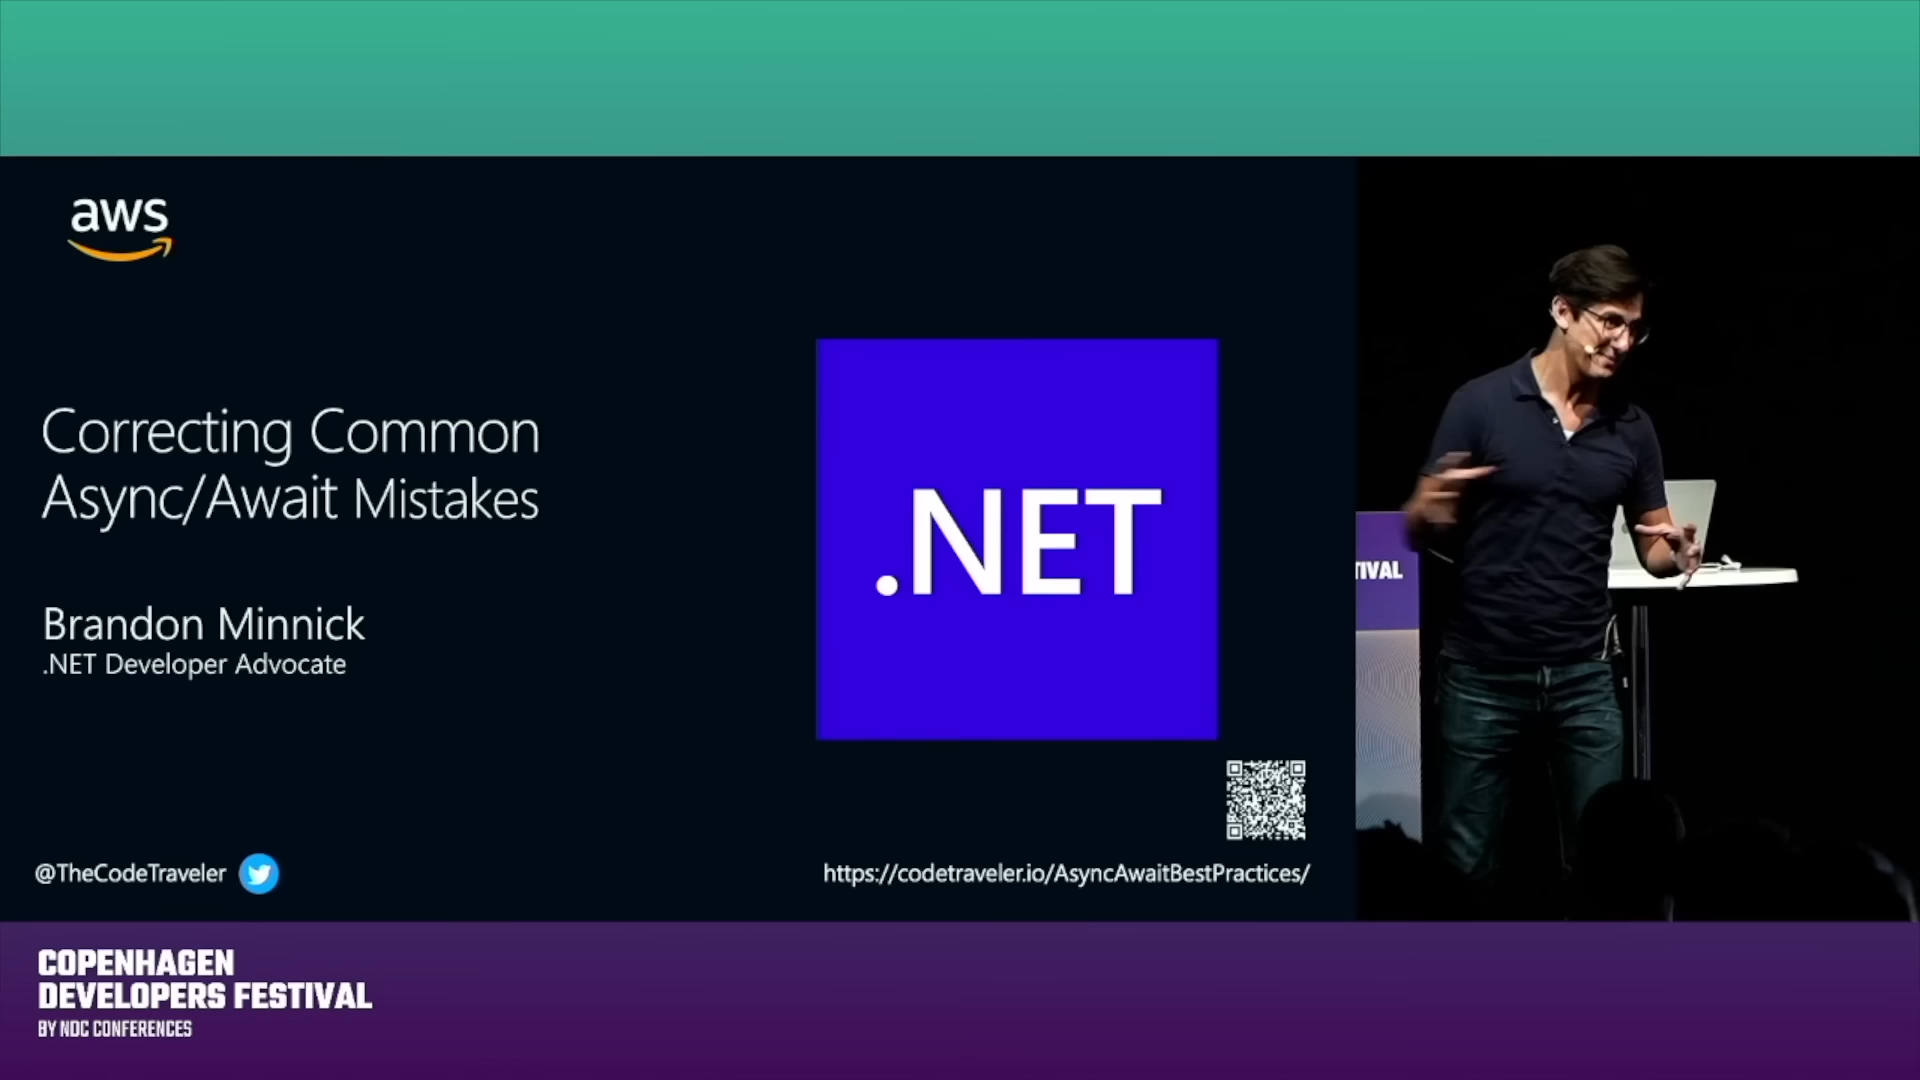 aws
Correcting Common
Async/Await Mistakes
.NET
Brandon Minnick
.NET Developer Advocate
TIVAL
@TheCodeTraveler
https://codetraveler.io/AsyncAwaitBestPractices/
COPENHAGEN
DEVELOPERS FESTIVAL
BY NDC CONFERENCES